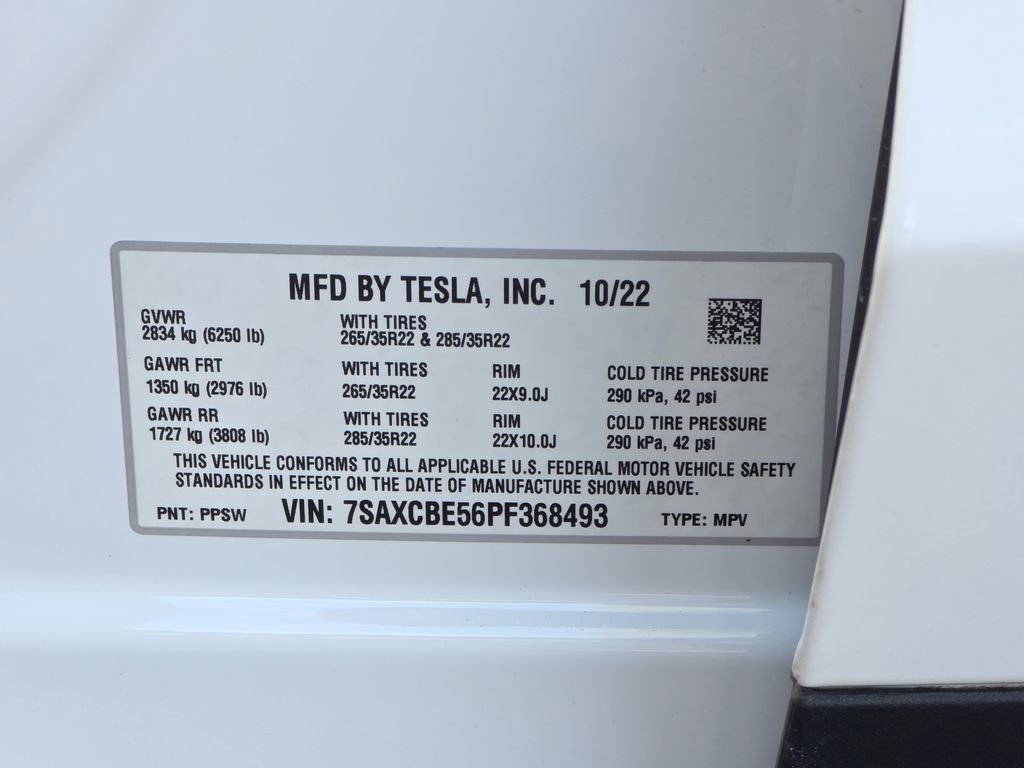 MFD BY TESLA, INC. 10/22
GVWR
2834 kg (6250 lb)
WITH TIRES
265/35R22 & 285/35R22
GAWR FRT
1350 kg (2976 lb)
WITH TIRES
265/35R22
RIM
22X9.0J
COLD TIRE PRESSURE
290 kPa, 42 psi
GAWR RR
1727 kg (3808 lb)
WITH TIRES
285/35R22
RIM
22X10.0J
COLD TIRE PRESSURE
290 kPa, 42 psi
THIS VEHICLE CONFORMS TO ALL APPLICABLE U.S. FEDERAL MOTOR VEHICLE SAFETY
STANDARDS IN EFFECT ON THE DATE OF MANUFACTURE SHOWN ABOVE.
PNT: PPSW VIN: 7SAXCBE56PF368493 TYPE: MPV